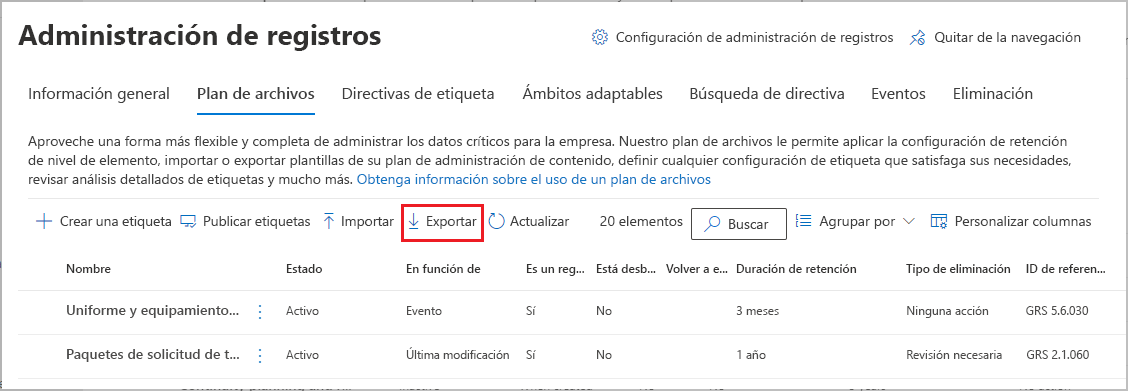 Administración de registros
Configuración de administración de registros
Quitar de la navegación
Información general Plan de archivos Directivas de etiqueta Ámbitos adaptables Búsqueda de directiva Eventos Eliminación
Aproveche una forma más flexible y completa de administrar los datos críticos para la empresa. Nuestro plan de archivos le permite aplicar la configuración de retención
de nivel de elemento, importar o exportar plantillas de su plan de administración de contenido, definir cualquier configuración de etiqueta que satisfaga sus necesidades,
revisar análisis detallados de etiquetas y mucho más. Obtenga información sobre el uso de un plan de archivos
Crear una etiqueta Publicar etiquetas Importar Exportar Actualizar 20 elementos Buscar Agrupar por Personalizar columnas
Nombre Estado En función de Es un reg... Está desb... Volver a e... Duración de retención Tipo de eliminación ID de referen...
Uniforme y equipamiento... Activo Evento Sí No 3 meses Ninguna acción GRS 5.6.030
Paquetes de solicitud de t... Activo Última modificación Sí No 1 año Revisión necesaria GRS 2.1.060